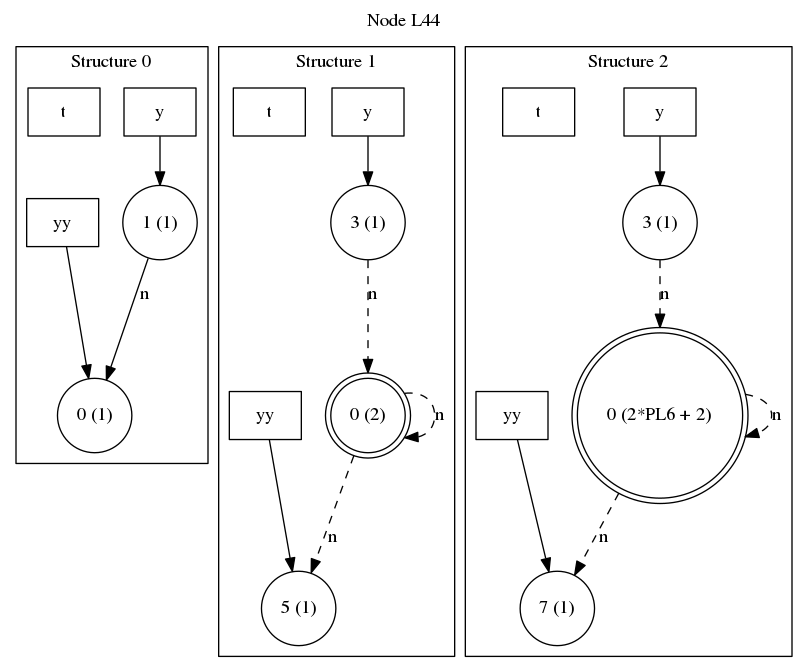 Node L44
Structure 0
t
y
yy
1 (1)
n
0 (1)
Structure 1
t
y
3 (1)
n
yy
0 (2)
n
n
5 (1)
Structure 2
t
y
3 (1)
n
yy
0 (2*PL6 + 2)
n
n
7 (1)